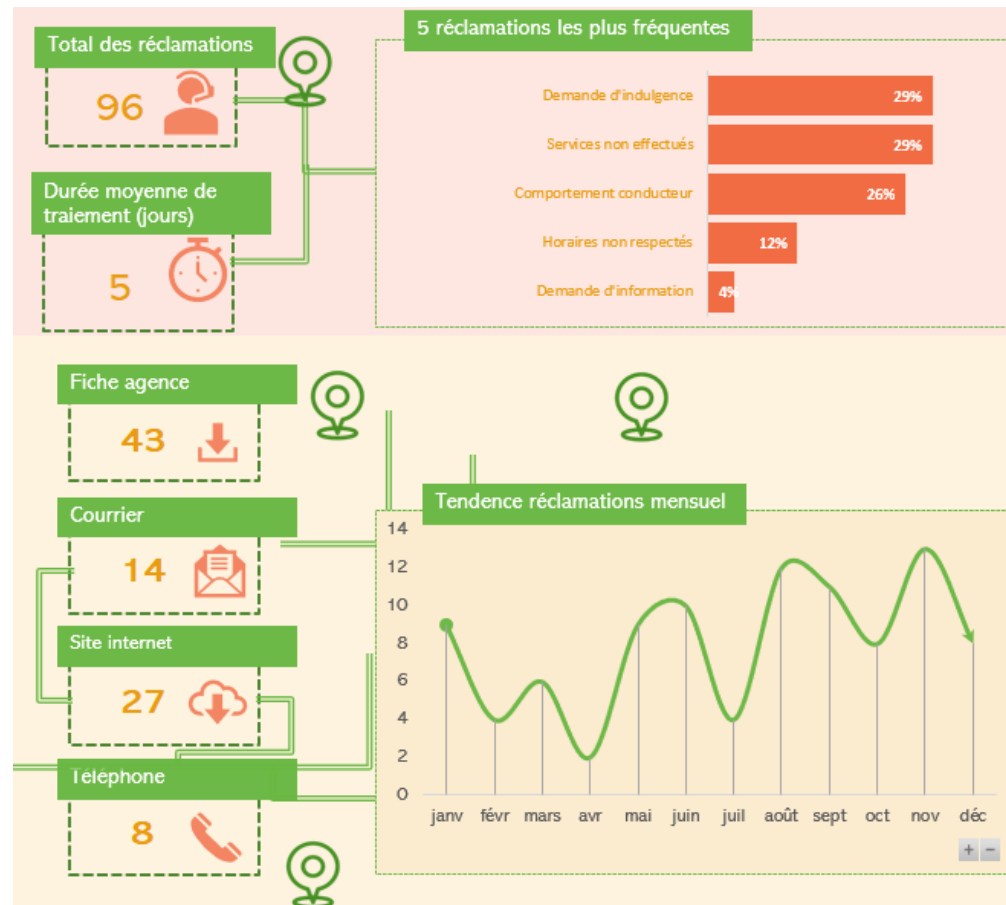 Total des réclamations
96
Durée moyenne de
traiement (jours)
5
5 réclamations les plus fréquentes
Demande d'indulgence
29%
Services non effectués
29%
Comportement conducteur
26%
Horaires non respectés
12%
Demande d'information
4%
Fiche agence
43
Courrier
14
Site internet
27
Téléphone
8
Tendence réclamations mensuel
14
12
10
8
6
4
2
0
janv févr mars avr mai juin juil août sept oct nov déc
+ −